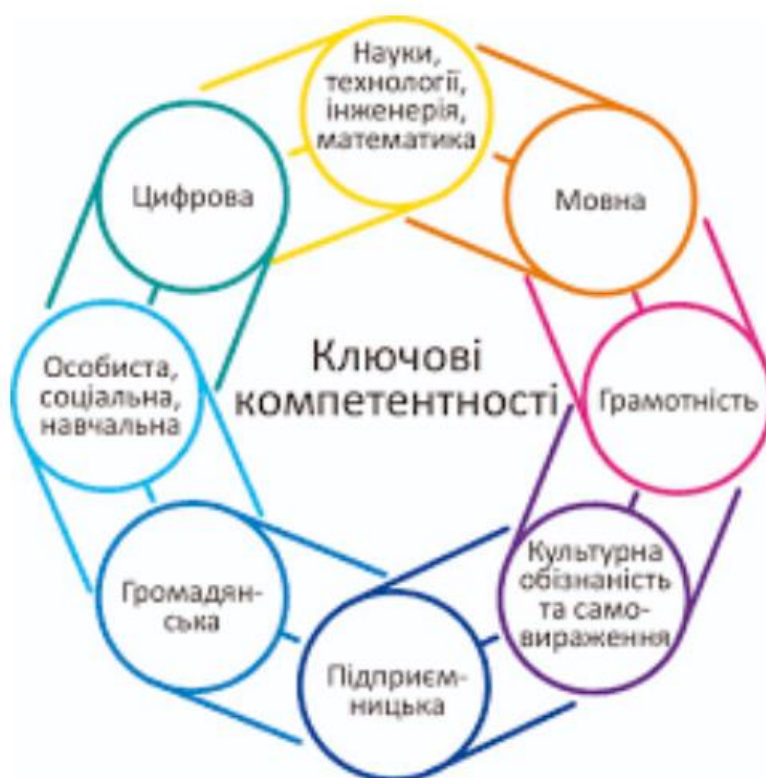 Науки,
технології,
інженерія,
математика
Мовна
Грамотність
Культурна
обізнаність
та само-
вираження
Підприєм-
ницька
Громадян-
ська
Особиста,
соціальна,
навчальна
Цифрова
Ключові
компетентності